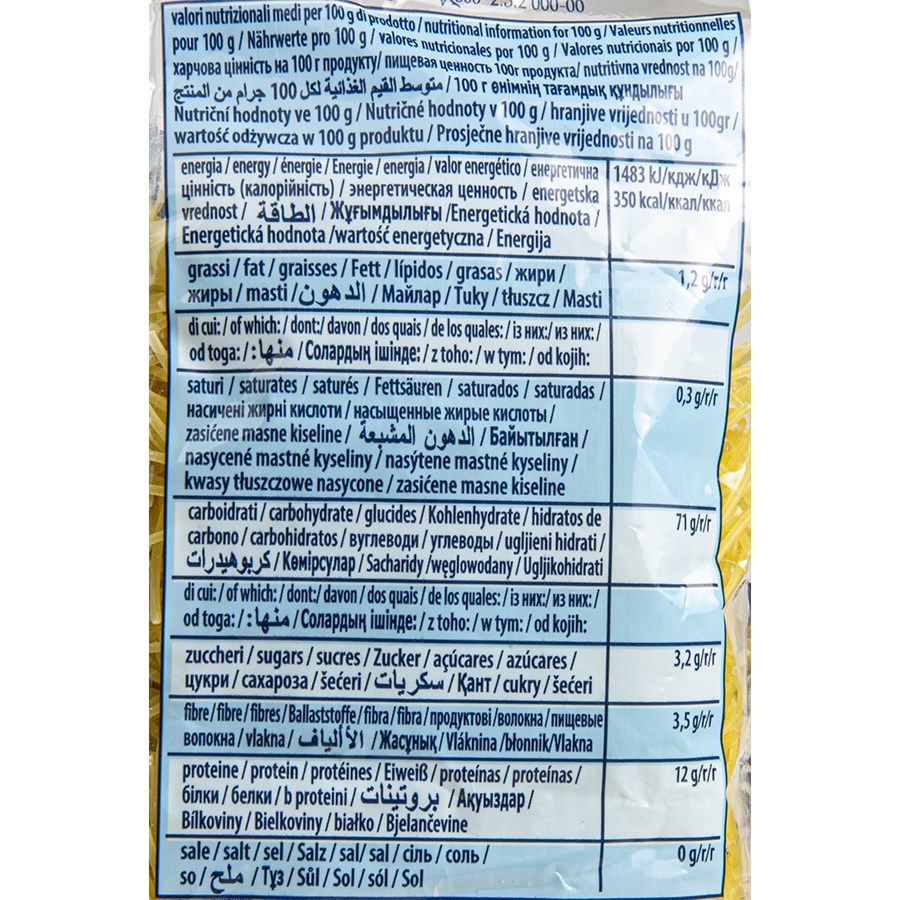 2.5.2 000-00
valori nutrizionali medi per 100 g di prodotto / nutritional information for 100 g / Valeurs nutritionnelles
pour 100 g / Nährwerte pro 100 g / valores nutricionales por 100 g / Valores nutricionais por 100 g /
харчова цінність на 100 г продукту/ пищевая ценность 100г продукта/ nutritivna vrednost na 100g/
متوسط القيم الغذائية لكل 100 جرام من المنتج / 100 г өнімнің тағамдық құндылығы
Nutriční hodnoty ve 100 g / Nutričné hodnoty v 100 g / hranjive vrijednosti u 100gr /
wartość odżywcza w 100 g produktu / Prosječne hranjive vrijednosti na 100 g
energia / energy / énergie / Energie / energia / valor energético / енергетична 1483 kJ/кдж/кДж
цінність (калорійність) / энергетическая ценность / energetska 350 kcal/ккал/ккал
vrednost / الطاقة / Жұғымдылығы /Energetická hodnota /
Energetická hodnota /wartość energetyczna / Energija
grassi / fat / graisses / Fett / lípidos / grasas / жири / 1,2 g/г/г
жиры / masti / الدهون / Майлар / Tuky / tłuszcz / Masti
di cui: / of which: / dont:/ davon / dos quais / de los quales: / із них:/ из них: /
od toga: / منها: / Солардың ішінде: / z toho: / w tym: / od kojih:
saturi / saturates / saturés / Fettsäuren / saturados / saturadas / 0,3 g/г/г
насичені жирні кислоти / насыщенные жирые кислоты /
zasićene masne kiseline / الدهون المشبعة / Байытылған /
nasycené mastné kyseliny / nasýtene mastné kyseliny /
kwasy tłuszczowe nasycone / zasićene masne kiseline
carboidrati / carbohydrate / glucides / Kohlenhydrate / hidratos de 71 g/г/г
carbono / carbohidratos / вуглеводи / углеводы / ugljieni hidrati /
كربوهيدرات / Көмірсулар / Sacharidy /węglowodany / Ugljikohidrati
di cui: / of which: / dont:/ davon / dos quais / de los quales: / із них:/ из них: /
od toga: / منها: / Солардың ішінде: / z toho: / w tym: / od kojih:
zuccheri / sugars / sucres / Zucker / açúcares / azúcares / 3,2 g/г/г
цукри / сахароза / šećeri / سكريات / Қант / cukry / šećeri
fibre / fibre / fibres / Ballaststoffe / fibra / fibra / продуктові /волокна / пищевые 3,5 g/г/г
волокна / vlakna / الألياف / Жасұнық / Vláknina /błonnik/Vlakna
proteine / protein / protéines / Eiweiß / proteínas / proteínas / 12 g/г/г
білки / белки / b proteini / بروتينات / Ақуыздар /
Bílkoviny / Bielkoviny / białko / Bjelančevine
sale / salt / sel / Salz / sal/ sal / сіль / соль / 0 g/г/г
so / ملح / Тұз / Sůl / Sol / sól / Sol